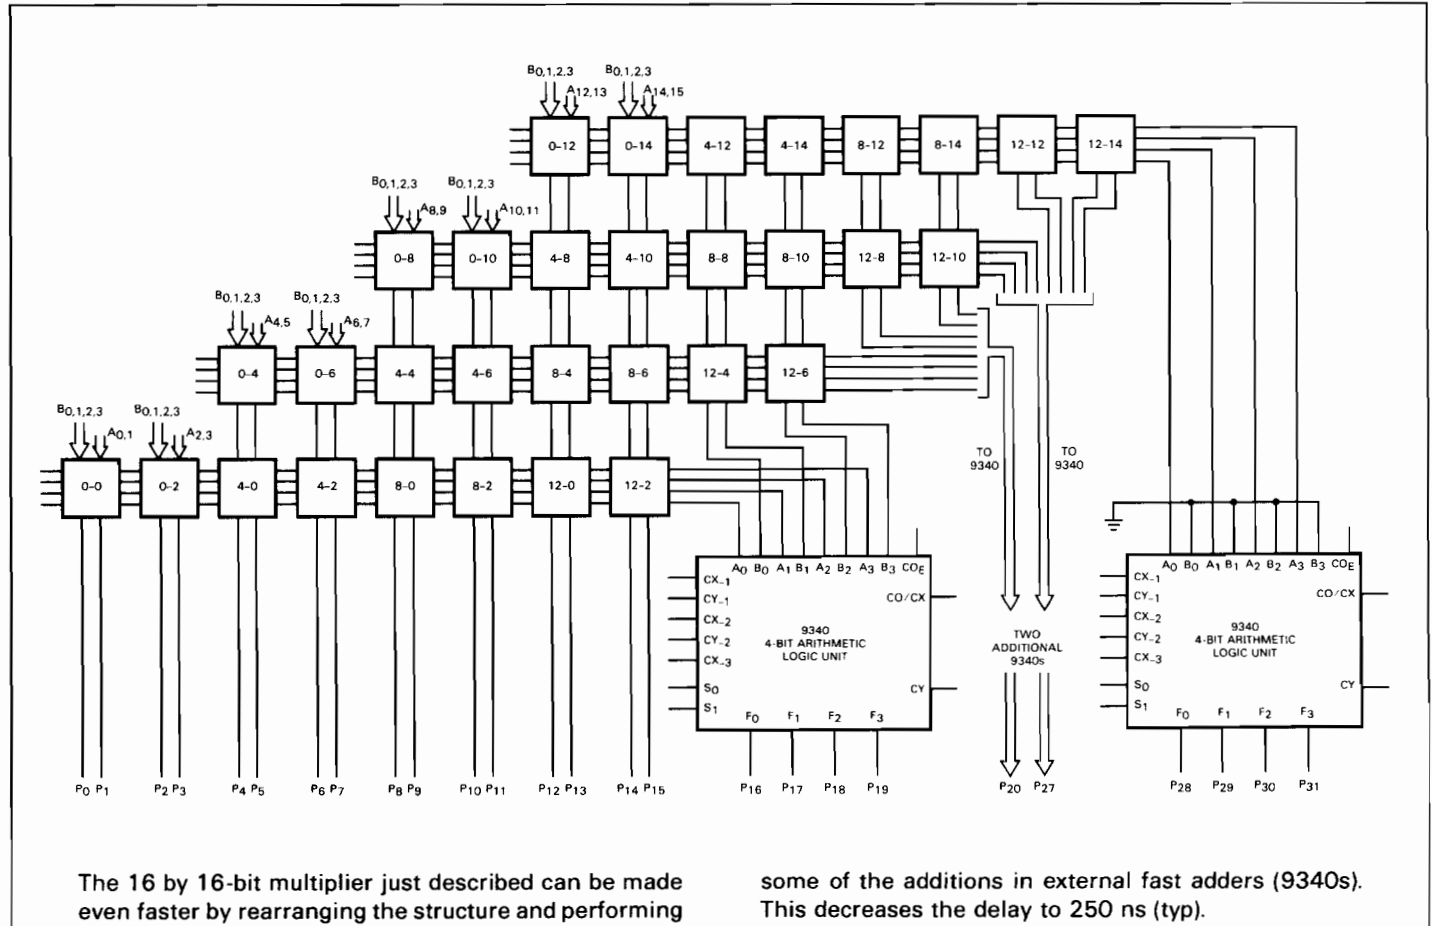 B0,1,2,3 B0,1,2,3
A12,13 A14,15
0-12 0-14 4-12 4-14 8-12 8-14 12-12 12-14
B0,1,2,3 B0,1,2,3
A8,9 A10,11
0-8 0-10 4-8 4-10 8-8 8-10 12-8 12-10
B0,1,2,3 B0,1,2,3
A4,5 A6,7
0-4 0-6 4-4 4-6 8-4 8-6 12-4 12-6
B0,1,2,3 B0,1,2,3
A0,1 A2,3
0-0 0-2 4-0 4-2 8-0 8-2 12-0 12-2
TO
9340
TO
9340
A0 B0 A1 B1 A2 B2 A3 B3 COE
CX-1
CY-1
CX-2
CY-2
CX-3
S0
S1
CO/CX
9340
4-BIT ARITHMETIC
LOGIC UNIT
CY
F0 F1 F2 F3
TWO
ADDITIONAL
9340s
A0 B0 A1 B1 A2 B2 A3 B3 COE
CX-1
CY-1
CX-2
CY-2
CX-3
S0
S1
CO/CX
9340
4-BIT ARITHMETIC
LOGIC UNIT
CY
F0 F1 F2 F3
P0 P1 P2 P3 P4 P5 P6 P7 P8 P9 P10 P11 P12 P13 P14 P15 P16 P17 P18 P19 P20 P27 P28 P29 P30 P31
The 16 by 16-bit multiplier just described can be made
even faster by rearranging the structure and performing
some of the additions in external fast adders (9340s).
This decreases the delay to 250 ns (typ).